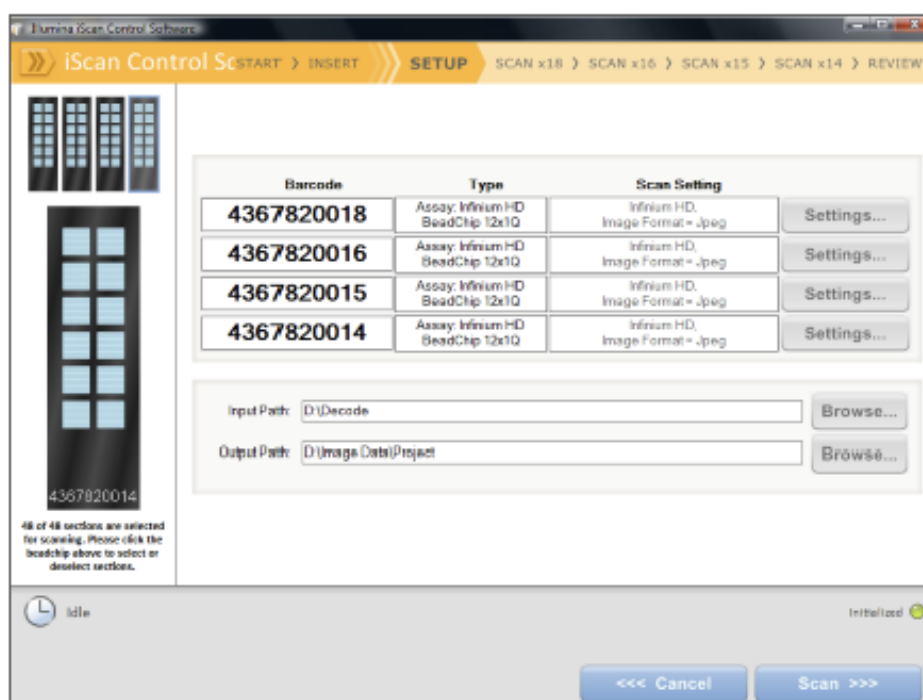 Illumina iScan Control Software
iScan Control So START > INSERT SETUP SCAN x18 > SCAN x16 > SCAN x15 > SCAN x14 > REVIEW
Barcode Type Scan Setting
4367820018 Assay: Infinium HD BeadChip 12x1Q Infinium HD, Image Format = Jpeg Settings...
4367820016 Assay: Infinium HD BeadChip 12x1Q Infinium HD, Image Format = Jpeg Settings...
4367820015 Assay: Infinium HD BeadChip 12x1Q Infinium HD, Image Format = Jpeg Settings...
4367820014 Assay: Infinium HD BeadChip 12x1Q Infinium HD, Image Format = Jpeg Settings...
Input Path: D:\Decode Browse...
Output Path: D:\Image Data\Project Browse...
4367820014
48 of 48 sections are selected
for scanning. Please click the
beadchip above to select or
deselect sections.
Idle Initialized
<<< Cancel Scan >>>